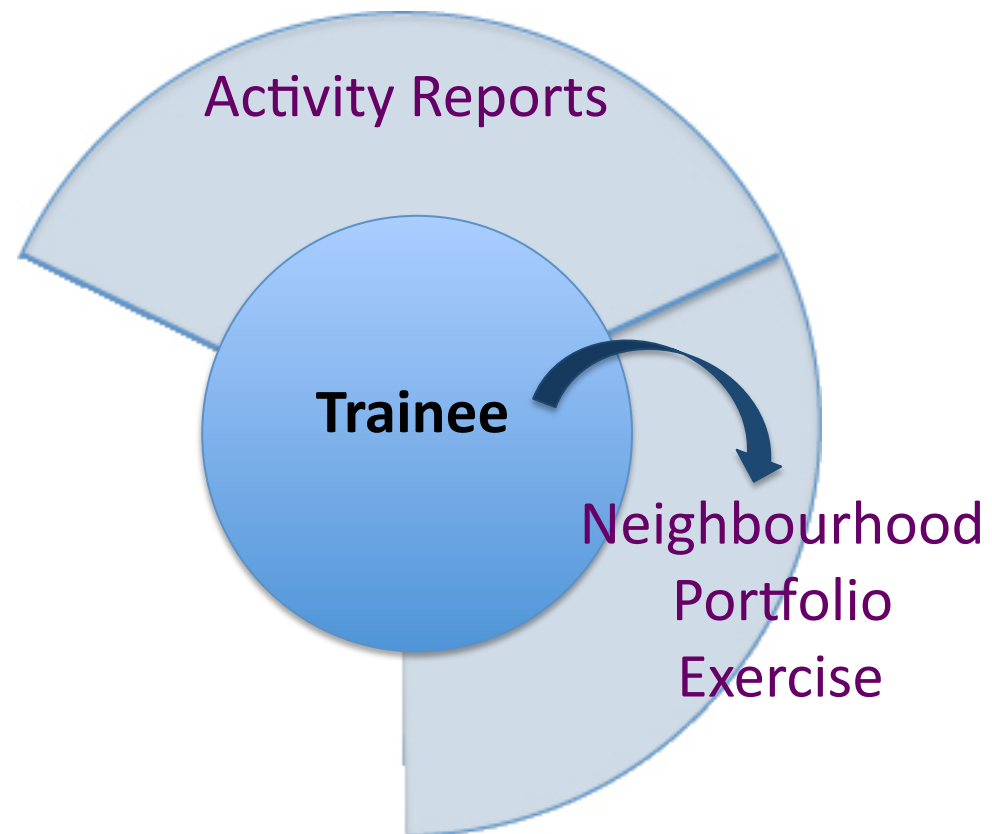 Activity Reports
Trainee
Neighbourhood
Portfolio
Exercise